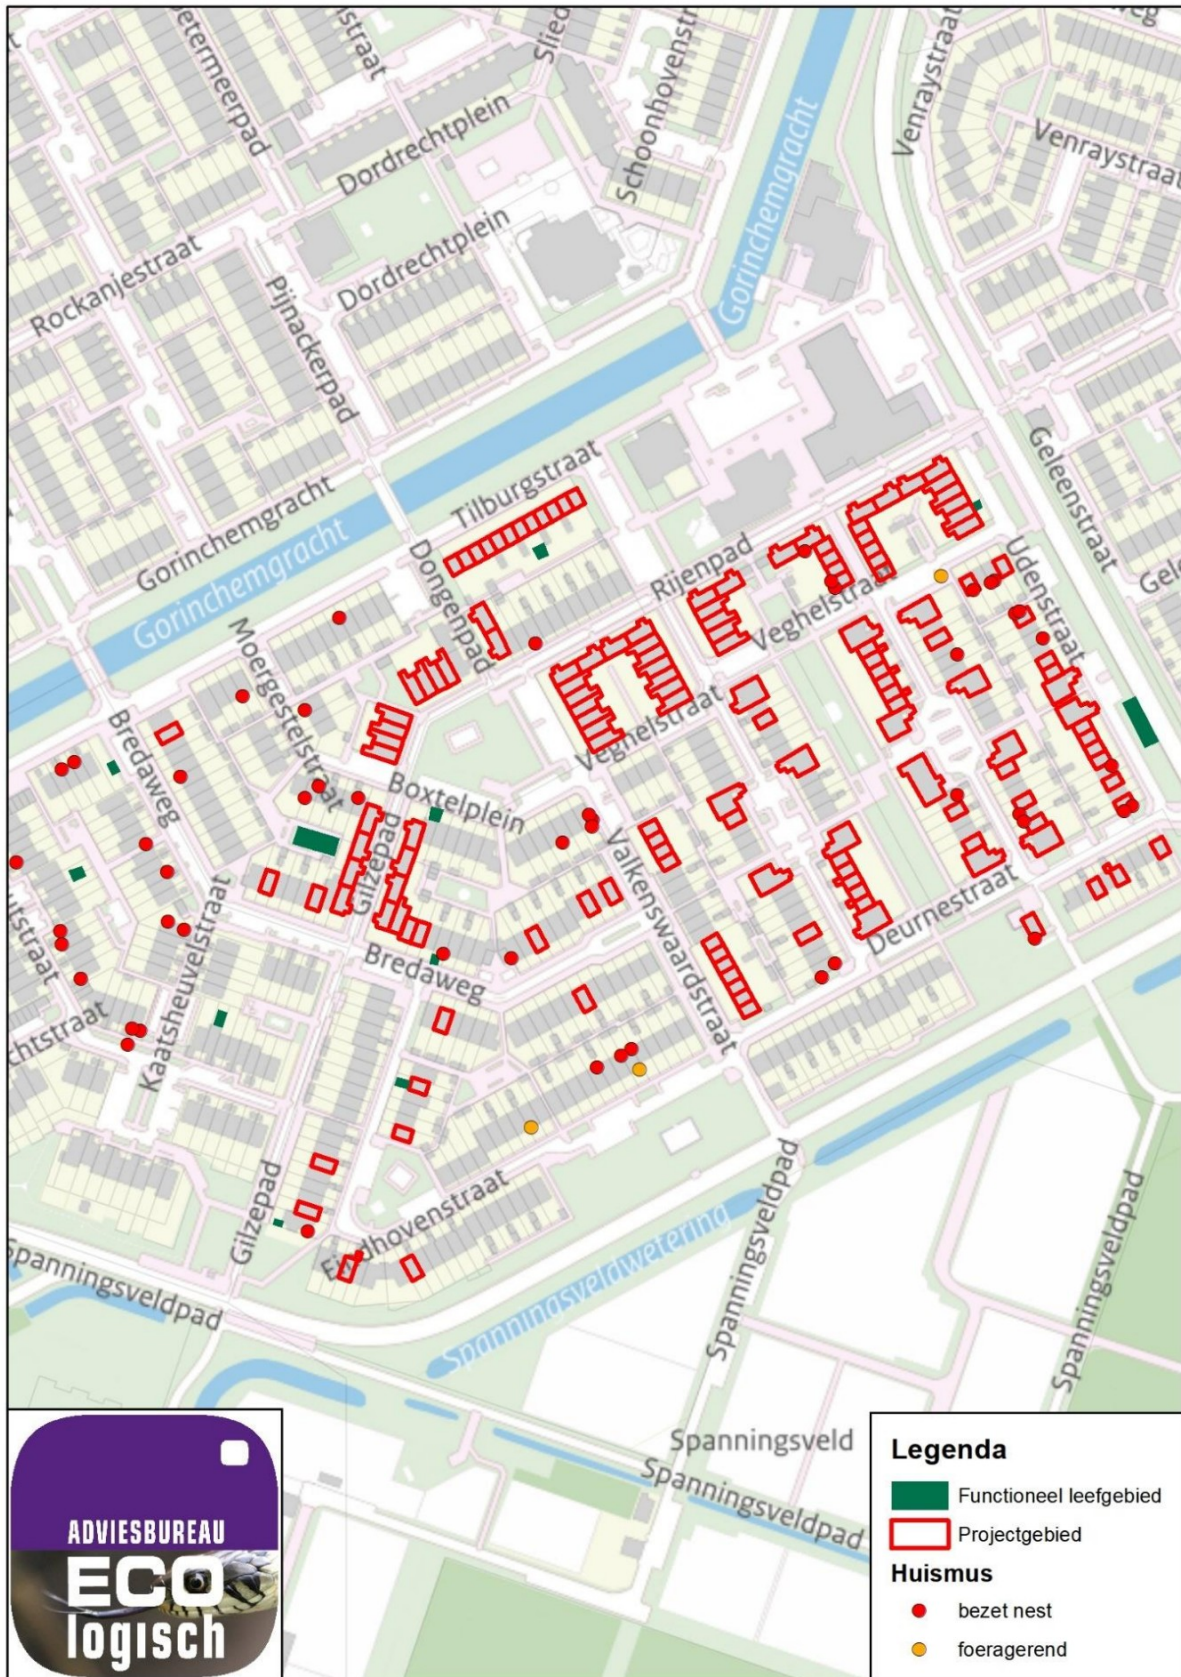 Dordrechtplein
Schoonhovenstr
Venraystraat
Venraystraat
Dordrechtplein
Gorinchemgracht
Rockanjestraat
Pijnackerpad
Tilburgstraat
Geleenstraat
Gorinchemgracht
Gorinchemgracht
Dongenpad
Rijenpad
Udenstraat
Veghelstraat
Moergestelstraat
Bredaweg
Veghelstraat
Boxtelplein
Gilzepad
Valkenswaardstraat
Deurnestraat
Kaatsheuvelstraat
Bredaweg
Gilzepad
Eindhovenstraat
Spanningsveldpad
Spanningsveldwetering
Spanningsveldpad
Spanningsveldpad
Spanningsveld
Spanningsveldpad
ADVIESBUREAU
ECO
logisch
Legenda
Functioneel leefgebied
Projectgebied
Huismus
bezet nest
foeragerend